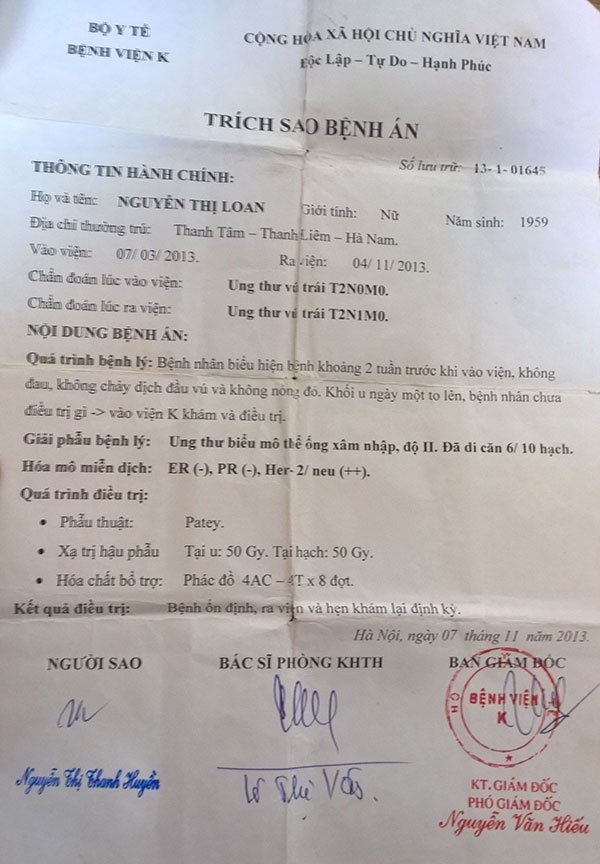 BỘ Y TẾ
BỆNH VIỆN K
CỘNG HÒA XÃ HỘI CHỦ NGHĨA VIỆT NAM
Độc Lập – Tự Do – Hạnh Phúc
TRÍCH SAO BỆNH ÁN
Số lưu trữ: 13- 1- 01645
THÔNG TIN HÀNH CHÍNH:
Họ và tên: NGUYỄN THỊ LOAN Giới tính: Nữ Năm sinh: 1959
Địa chỉ thường trú: Thanh Tâm – Thanh Liêm – Hà Nam.
Vào viện: 07/ 03/ 2013. Ra viện: 04/ 11/ 2013.
Chẩn đoán lúc vào viện: Ung thư vú trái T2N0M0.
Chẩn đoán lúc ra viện: Ung thư vú trái T2N1M0.
NỘI DUNG BỆNH ÁN:
Quá trình bệnh lý: Bệnh nhân biểu hiện bệnh khoảng 2 tuần trước khi vào viện, không
đau, không chảy dịch đầu vú và không nóng đỏ. Khối u ngày một to lên, bệnh nhân chưa
điều trị gì -> vào viện K khám và điều trị.
Giải phẫu bệnh lý: Ung thư biểu mô thể ống xâm nhập, độ II. Đã di căn 6/ 10 hạch.
Hóa mô miễn dịch: ER (-), PR (-), Her- 2/ neu (++).
Quá trình điều trị:
• Phẫu thuật: Patey.
• Xạ trị hậu phẫu Tại u: 50 Gy. Tại hạch: 50 Gy.
• Hóa chất bổ trợ: Phác đồ 4AC – 4T x 8 đợt.
Kết quả điều trị: Bệnh ổn định, ra viện và hẹn khám lại định kỳ.
Hà Nội, ngày 07 tháng 11 năm 2013.
NGƯỜI SAO BÁC SĨ PHÒNG KHTH BAN GIÁM ĐỐC
BỆNH VIỆN
K
Nguyễn Thị Thanh Huyền
KT. GIÁM ĐỐC
PHÓ GIÁM ĐỐC
Nguyễn Văn Hiếu